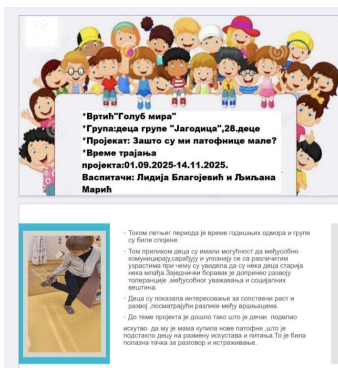 *Вртић"Голуб мира"
*Група:деца групе "Јагодица",28.деце
*Пројекат: Зашто су ми патофнице мале?
*Време трајања
пројекта:01.09.2025-14.11.2025.
Васпитачи: Лидија Благојевић и Љиљана
Марић
Током летњег периода је време годишњих одмора и групе
су биле спојене.
Том приликом деца су имали могућност да међусобно
комуницирају,сарађују и упознају се са различитим
узрастима при чему су увидела да су нека деца старија
нека млађа.Заједнички боравак је допринео развоју
толеранције ,међусобног уважавања и социјалних
вештина.
Деца су показала интересовање за сопствени раст и
развој ,посматрајући разлике међу вршњацима.
До теме пројекта је дошло тако што је дечак поделио
искутво да му је мама купила нове патофне ,што је
подстакло децу на размену искустава и питања.То је била
полазна тачка за разговор и истраживање.